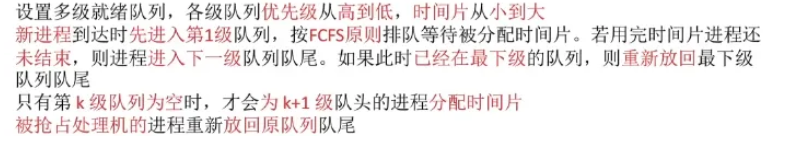 设置多级就绪队列，各级队列优先级从高到低，时间片从小到大
新进程到达时先进入第1级队列，按FCFS原则排队等待被分配时间片。若用完时间片进程还
未结束，则进程进入下一级队列队尾。如果此时已经在最下级的队列，则重新放回最下级
队列队尾
只有第 k 级队列为空时，才会为 k+1 级队头的进程分配时间片
被抢占处理机的进程重新放回原队列队尾